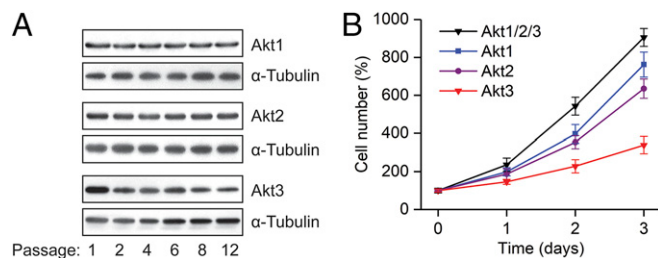 A
Akt1
α-Tubulin
Akt2
α-Tubulin
Akt3
α-Tubulin
Passage: 1 2 4 6 8 12
B
Akt1/2/3
Akt1
Akt2
Akt3
Cell number (%)
1000
800
600
400
200
0
0 1 2 3
Time (days)